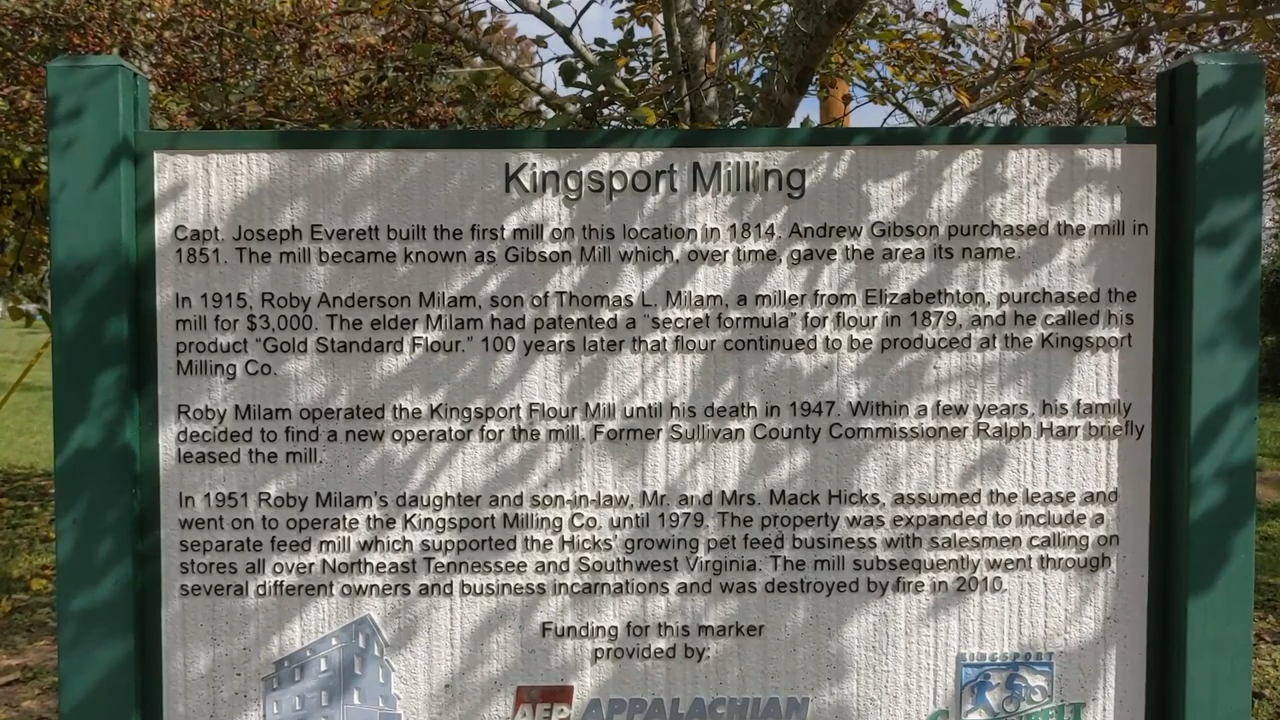 Kingsport Milling
Capt. Joseph Everett built the first mill on this location in 1814. Andrew Gibson purchased the mill in
1851. The mill became known as Gibson Mill which, over time, gave the area its name.
In 1915, Roby Anderson Milam, son of Thomas L. Milam, a miller from Elizabethton, purchased the
mill for $3,000. The elder Milam had patented a "secret formula" for flour in 1879, and he called his
product "Gold Standard Flour." 100 years later that flour continued to be produced at the Kingsport
Milling Co.
Roby Milam operated the Kingsport Flour Mill until his death in 1947. Within a few years, his family
decided to find a new operator for the mill. Former Sullivan County Commissioner Ralph Harr briefly
leased the mill.
In 1951 Roby Milam's daughter and son-in-law, Mr. and Mrs. Mack Hicks, assumed the lease and
went on to operate the Kingsport Milling Co. until 1979. The property was expanded to include a
separate feed mill which supported the Hicks' growing pet feed business with salesmen calling on
stores all over Northeast Tennessee and Southwest Virginia. The mill subsequently went through
several different owners and business incarnations and was destroyed by fire in 2010.
Funding for this marker
provided by:
KINGSPORT
AEP APPALACHIAN